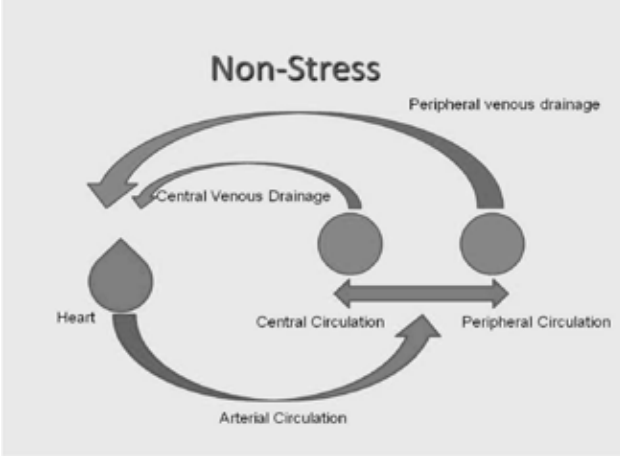 Non-Stress
Peripheral venous drainage
Central Venous Drainage
Heart
Central Circulation
Peripheral Circulation
Arterial Circulation